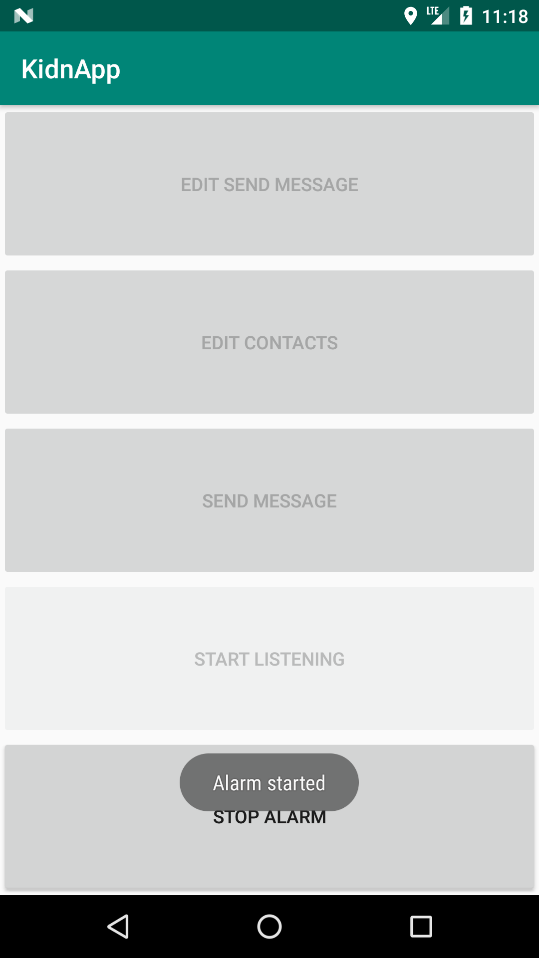 LTE 11:18
KidnApp
EDIT SEND MESSAGE
EDIT CONTACTS
SEND MESSAGE
START LISTENING
Alarm started
STOP ALARM